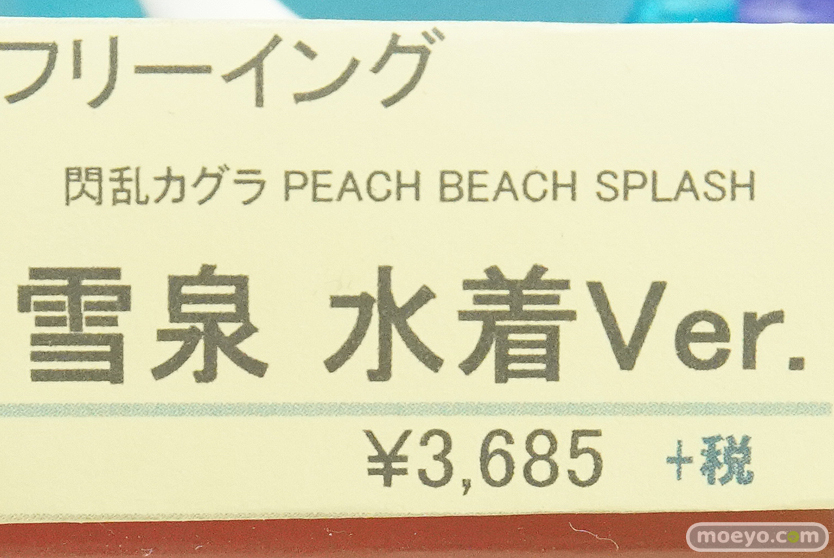 フリーイング
閃乱カグラ PEACH BEACH SPLASH
雪泉 水着Ver.
¥3,685 +税
moeyo.com